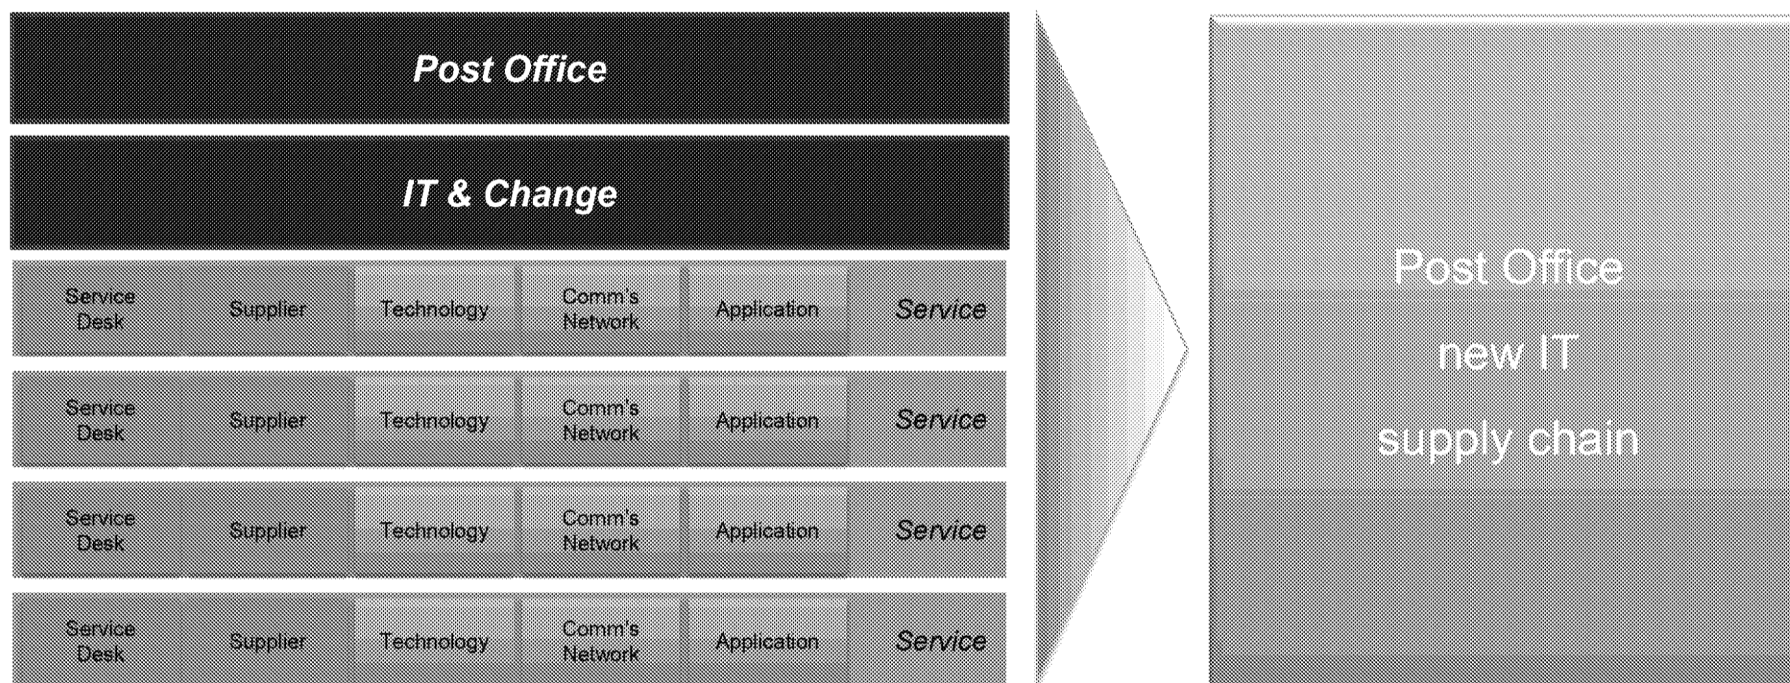 Post Office
IT & Change
Service
Desk
Supplier
Technology
Comm's
Network
Application
Service
Service
Desk
Supplier
Technology
Comm's
Network
Application
Service
Service
Desk
Supplier
Technology
Comm's
Network
Application
Service
Service
Desk
Supplier
Technology
Comm's
Network
Application
Service
Post Office
new IT
supply chain